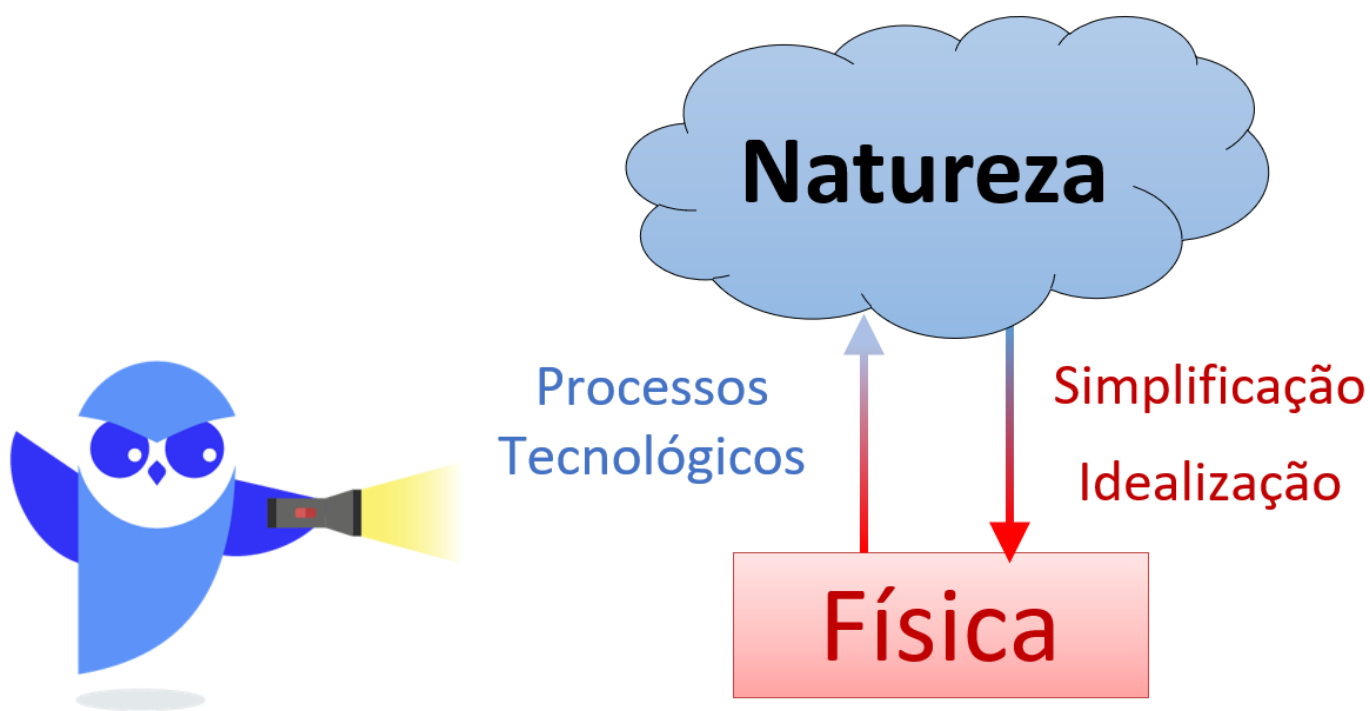 Natureza
Processos
Tecnológicos
Simplificação
Idealização
Física